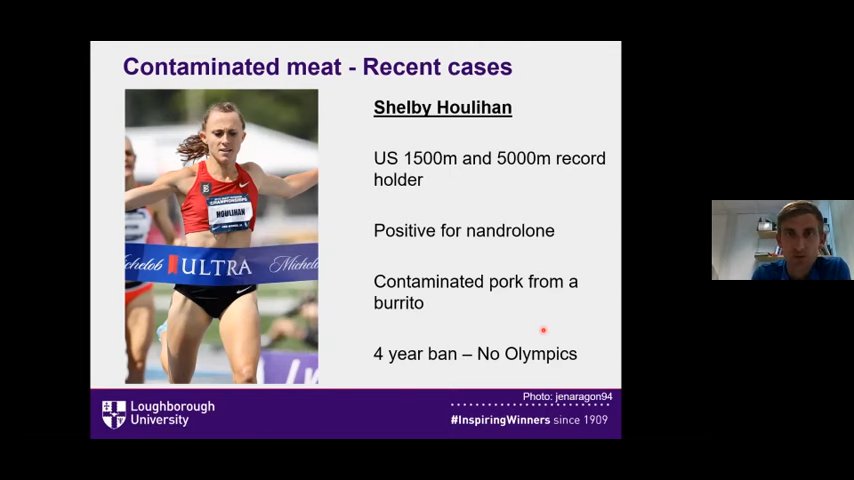 Contaminated meat - Recent cases
Shelby Houlihan
US 1500m and 5000m record
holder
Positive for nandrolone
Contaminated pork from a
burrito
4 year ban – No Olympics
HOULIHAN
ULTRA
Photo: jenaragon94
Loughborough
University
#InspiringWinners since 1909